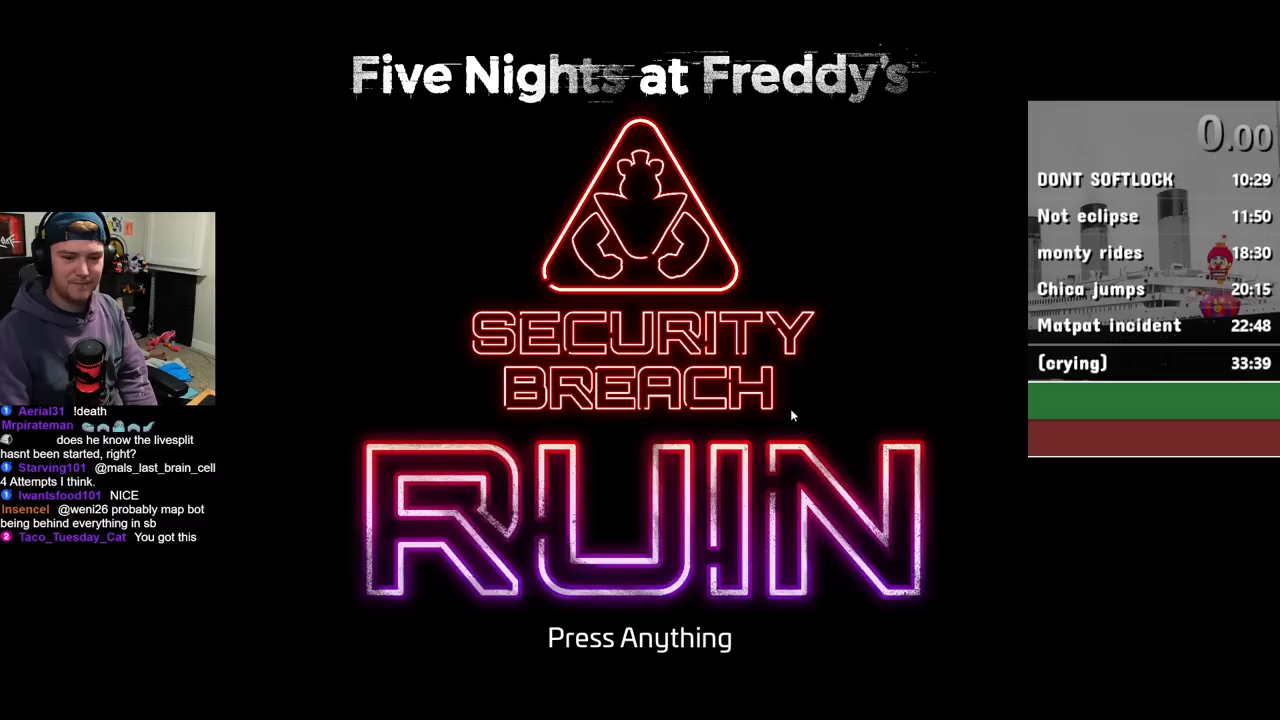 Five Nights at Freddy's
SECURITY
BREACH
RUIN
Press Anything
0.00
DONT SOFTLOCK 10:29
Not eclipse 11:50
monty rides 18:30
Chica jumps 20:15
Matpat incident 22:48
(crying) 33:39
Aerial31 !death
Mrpirateman
does he know the livesplit
hasnt been started, right?
Starving101 @mals_last_brain_cell
4 Attempts I think.
Iwantsfood101 NICE
Insencel @weni26 probably map bot
being behind everything in sb
Taco_Tuesday_Cat You got this